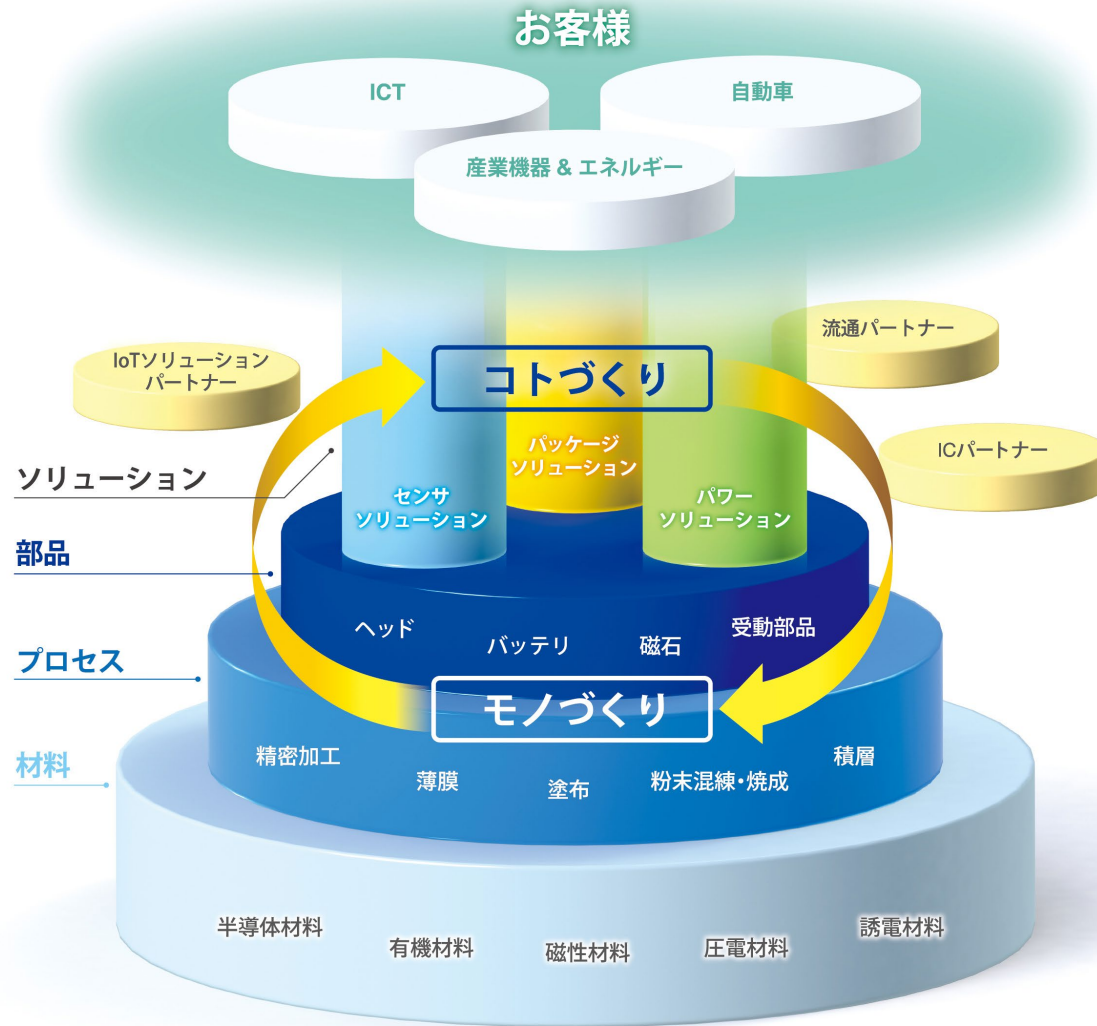 お客様
ICT
自動車
産業機器 & エネルギー
流通パートナー
IoTソリューション
パートナー
コトづくり
ICパートナー
パッケージ
ソリューション
ソリューション
センサ
ソリューション
パワー
ソリューション
部品
ヘッド
バッテリ
磁石
受動部品
プロセス
モノづくり
精密加工
薄膜
塗布
粉末混練・焼成
積層
材料
半導体材料
有機材料
磁性材料
圧電材料
誘電材料